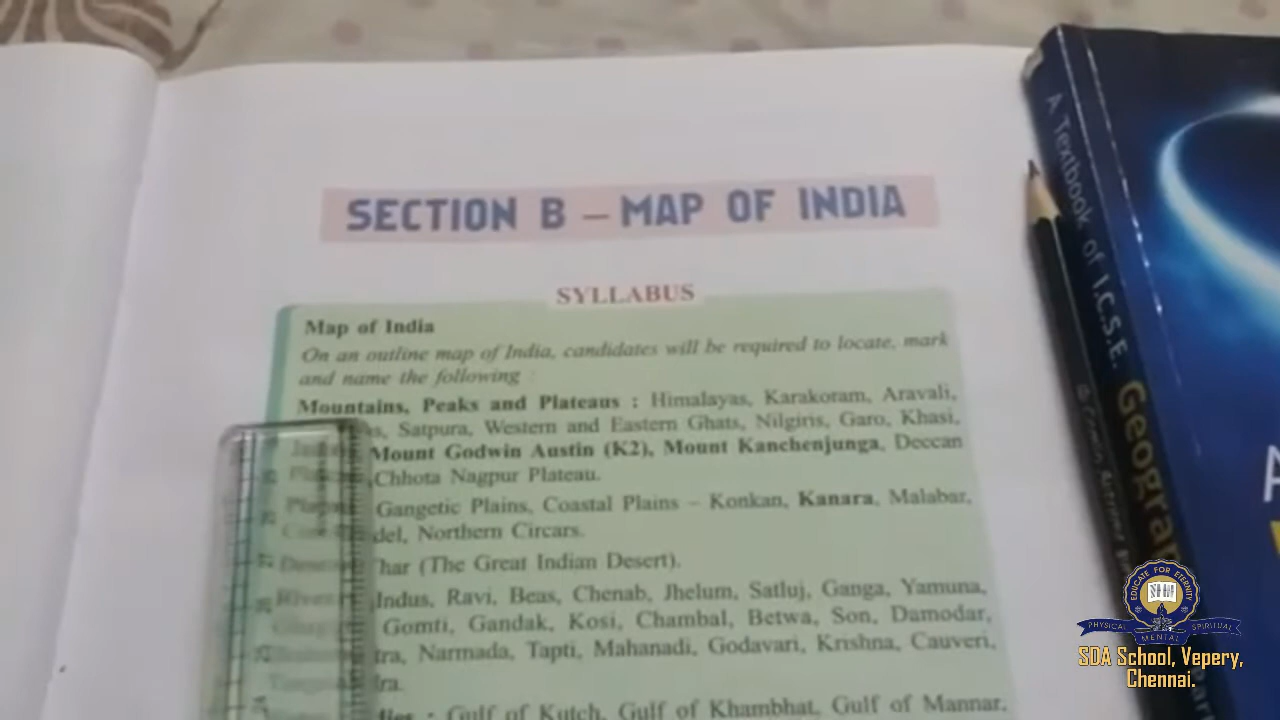 SECTION B – MAP OF INDIA
SYLLABUS
Map of India
On an outline map of India, candidates will be required to locate, mark
and name the following :
Mountains, Peaks and Plateaus : Himalayas, Karakoram, Aravali,
Satpura, Western and Eastern Ghats, Nilgiris, Garo, Khasi,
Mount Godwin Austin (K2), Mount Kanchenjunga, Deccan
Chhota Nagpur Plateau.
Gangetic Plains, Coastal Plains – Konkan, Kanara, Malabar,
del, Northern Circars.
har (The Great Indian Desert).
Indus, Ravi, Beas, Chenab, Jhelum, Satluj, Ganga, Yamuna,
Gomti, Gandak, Kosi, Chambal, Betwa, Son, Damodar,
tra, Narmada, Tapti, Mahanadi, Godavari, Krishna, Cauveri,
dra.
Gulf of Kutch, Gulf of Khambhat, Gulf of Mannar,
A Textbook of I.C.S.E.
Geograp
A
EDUCATE FOR ETERNITY
PHYSICAL MENTAL SPIRITUAL
SDA School, Vepery,
Chennai.